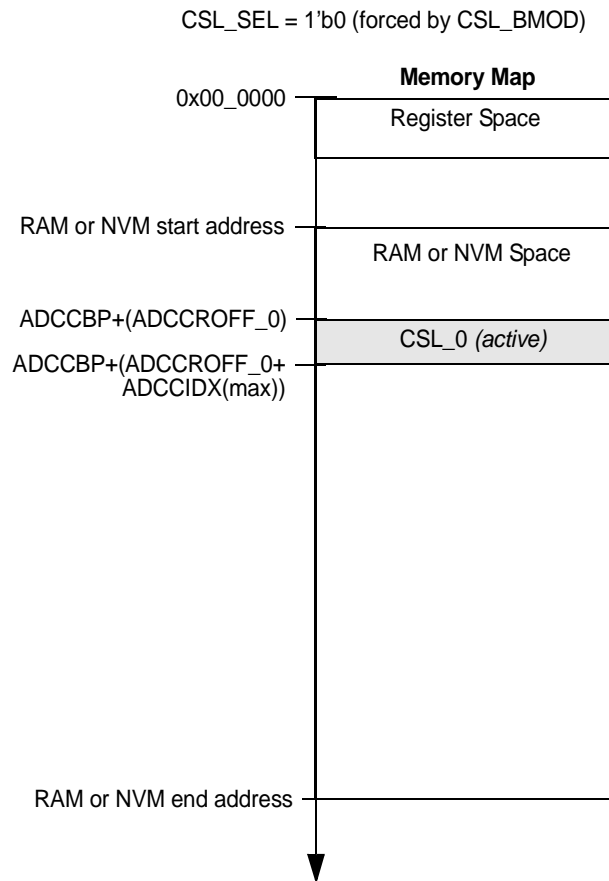 CSL_SEL = 1'b0 (forced by CSL_BMOD)
Memory Map
0x00_0000
Register Space
RAM or NVM start address
RAM or NVM Space
ADCCBP+(ADCCROFF_0)
CSL_0 (active)
ADCCBP+(ADCCROFF_0+
ADCCIDX(max))
RAM or NVM end address